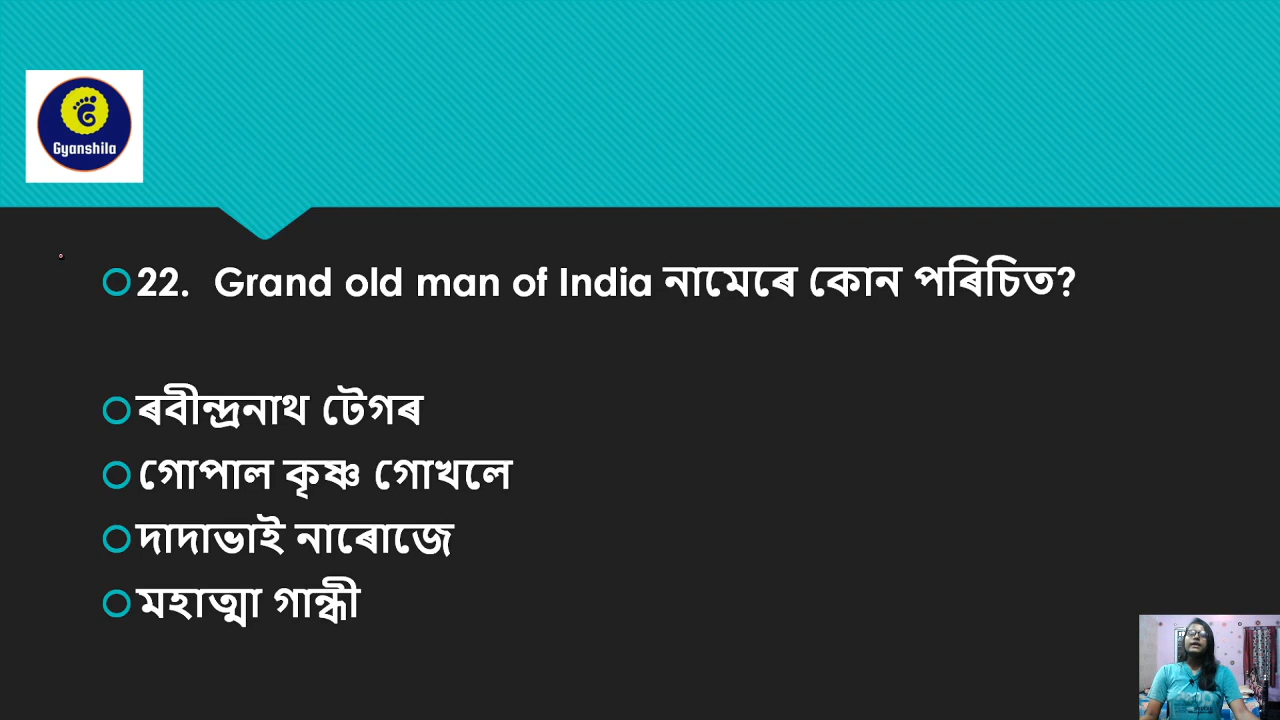 Gyanshila
22. Grand old man of India নামেৰে কোন পৰিচিত?
ৰবীন্দ্ৰনাথ টেগৰ
গোপাল কৃষ্ণ গোখলে
দাদাভাই নাৰোজে
মহাত্মা গান্ধী